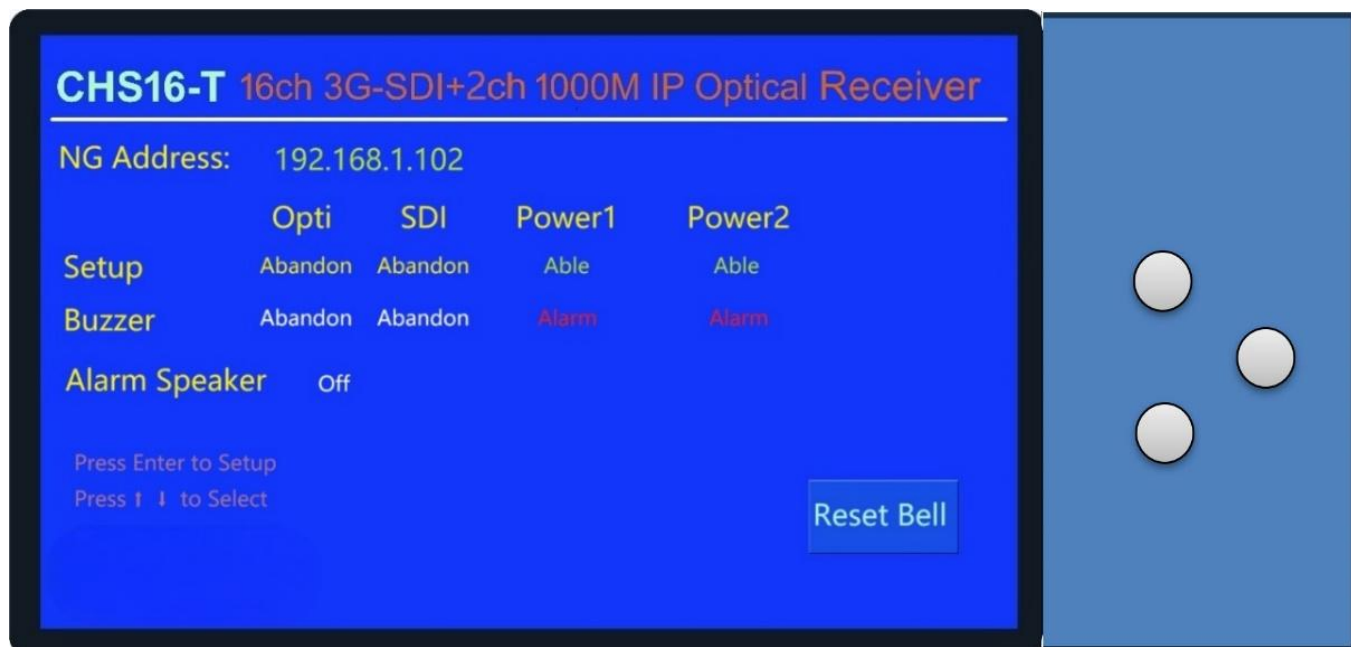 CHS16-T 16ch 3G-SDI+2ch 1000M IP Optical Receiver
NG Address: 192.168.1.102
Opti SDI Power1 Power2
Setup Abandon Abandon Able Able
Buzzer Abandon Abandon Alarm Alarm
Alarm Speaker Off
Press Enter to Setup
Press ↑ ↓ to Select
Reset Bell